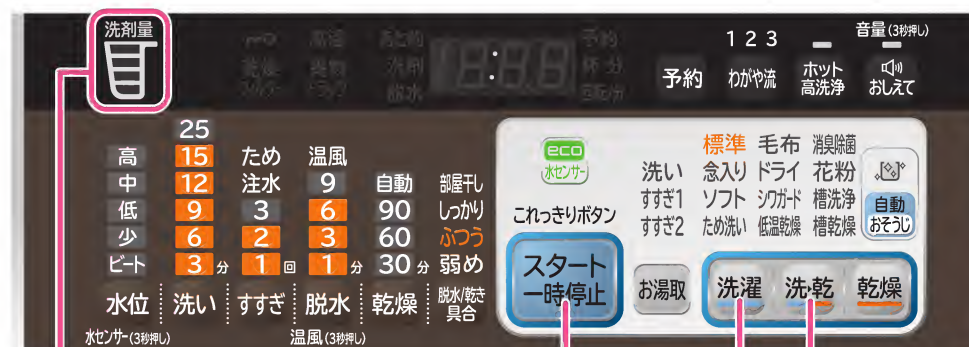 洗剤量
1 2 3
音量(3秒押し)
予約
わがや流
ホット
高洗浄
おしえて
25
高 15 ため 温風
中 12 注水 9 自動 部屋干し
低 9 3 6 90 しっかり
少 6 2 3 60 ふつう
ビート 3分 1回 1分 30分 弱め
水位 洗い すすぎ 脱水 乾燥 脱水/乾き
具合
水センサー(3秒押し)
温風(3秒押し)
eco
水センサー
これっきりボタン
スタート
一時停止
標準 毛布 消臭除菌
洗い 念入り ドライ 花粉
すすぎ1 ソフト シワガード 槽洗浄
すすぎ2 ため洗い 低温乾燥 槽乾燥
自動
おそうじ
お湯取
洗濯
洗乾
乾燥